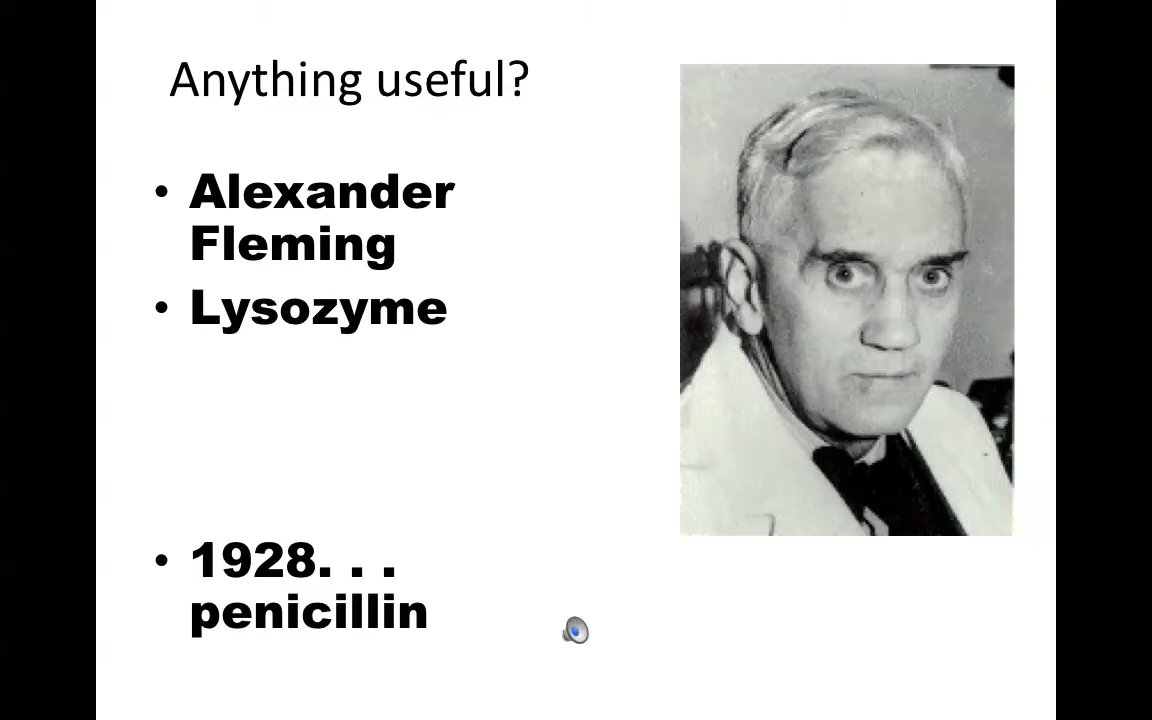 Anything useful?
• Alexander
Fleming
• Lysozyme
• 1928. . .
penicillin